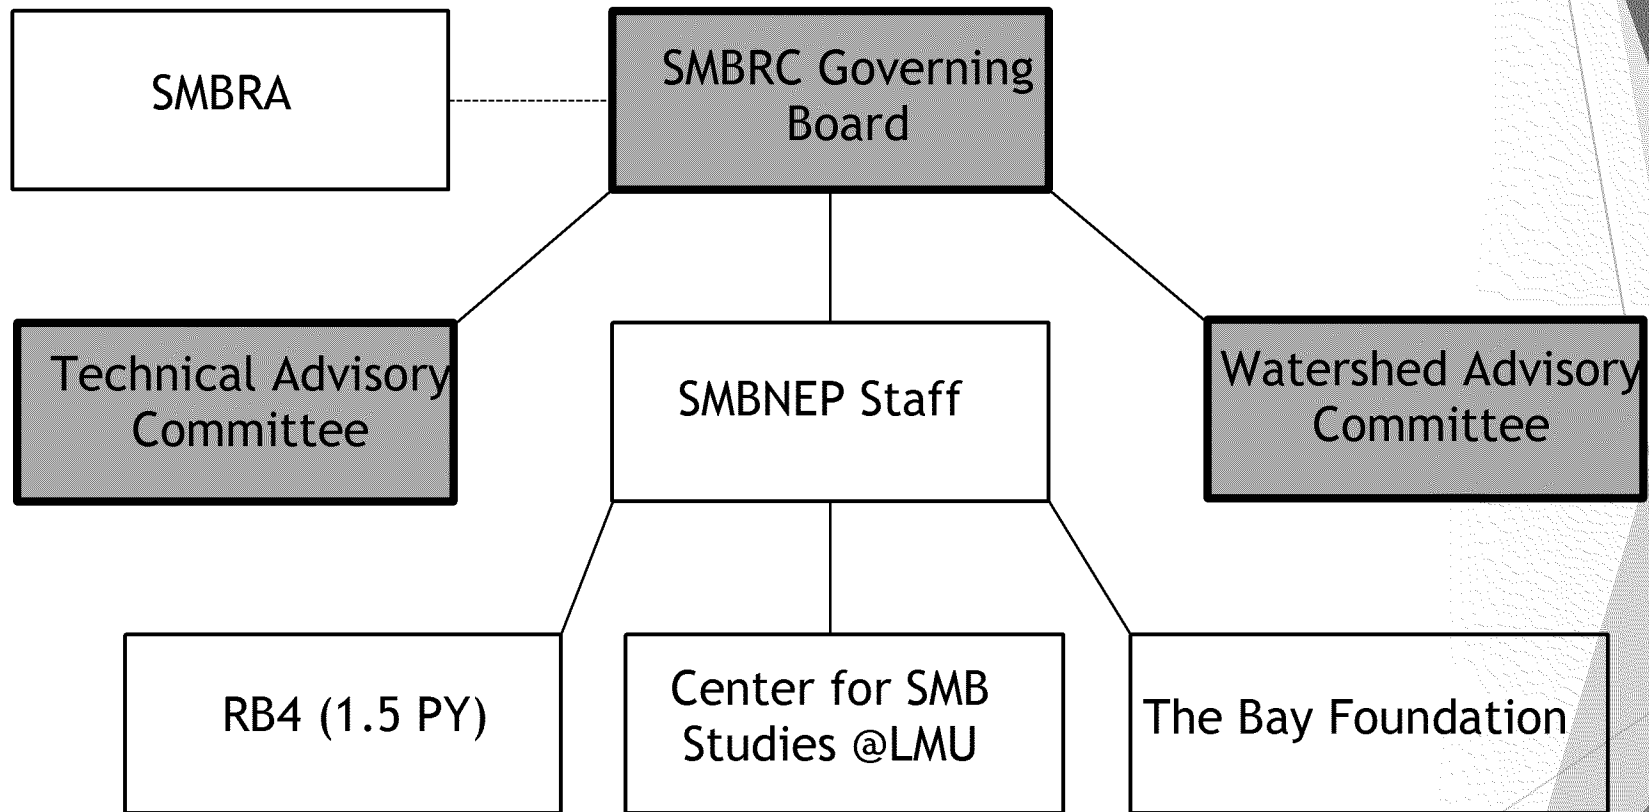 SMBRA
SMBRC Governing
Board
Technical Advisory
Committee
SMBNEP Staff
Watershed Advisory
Committee
RB4 (1.5 PY)
Center for SMB
Studies @LMU
The Bay Foundation